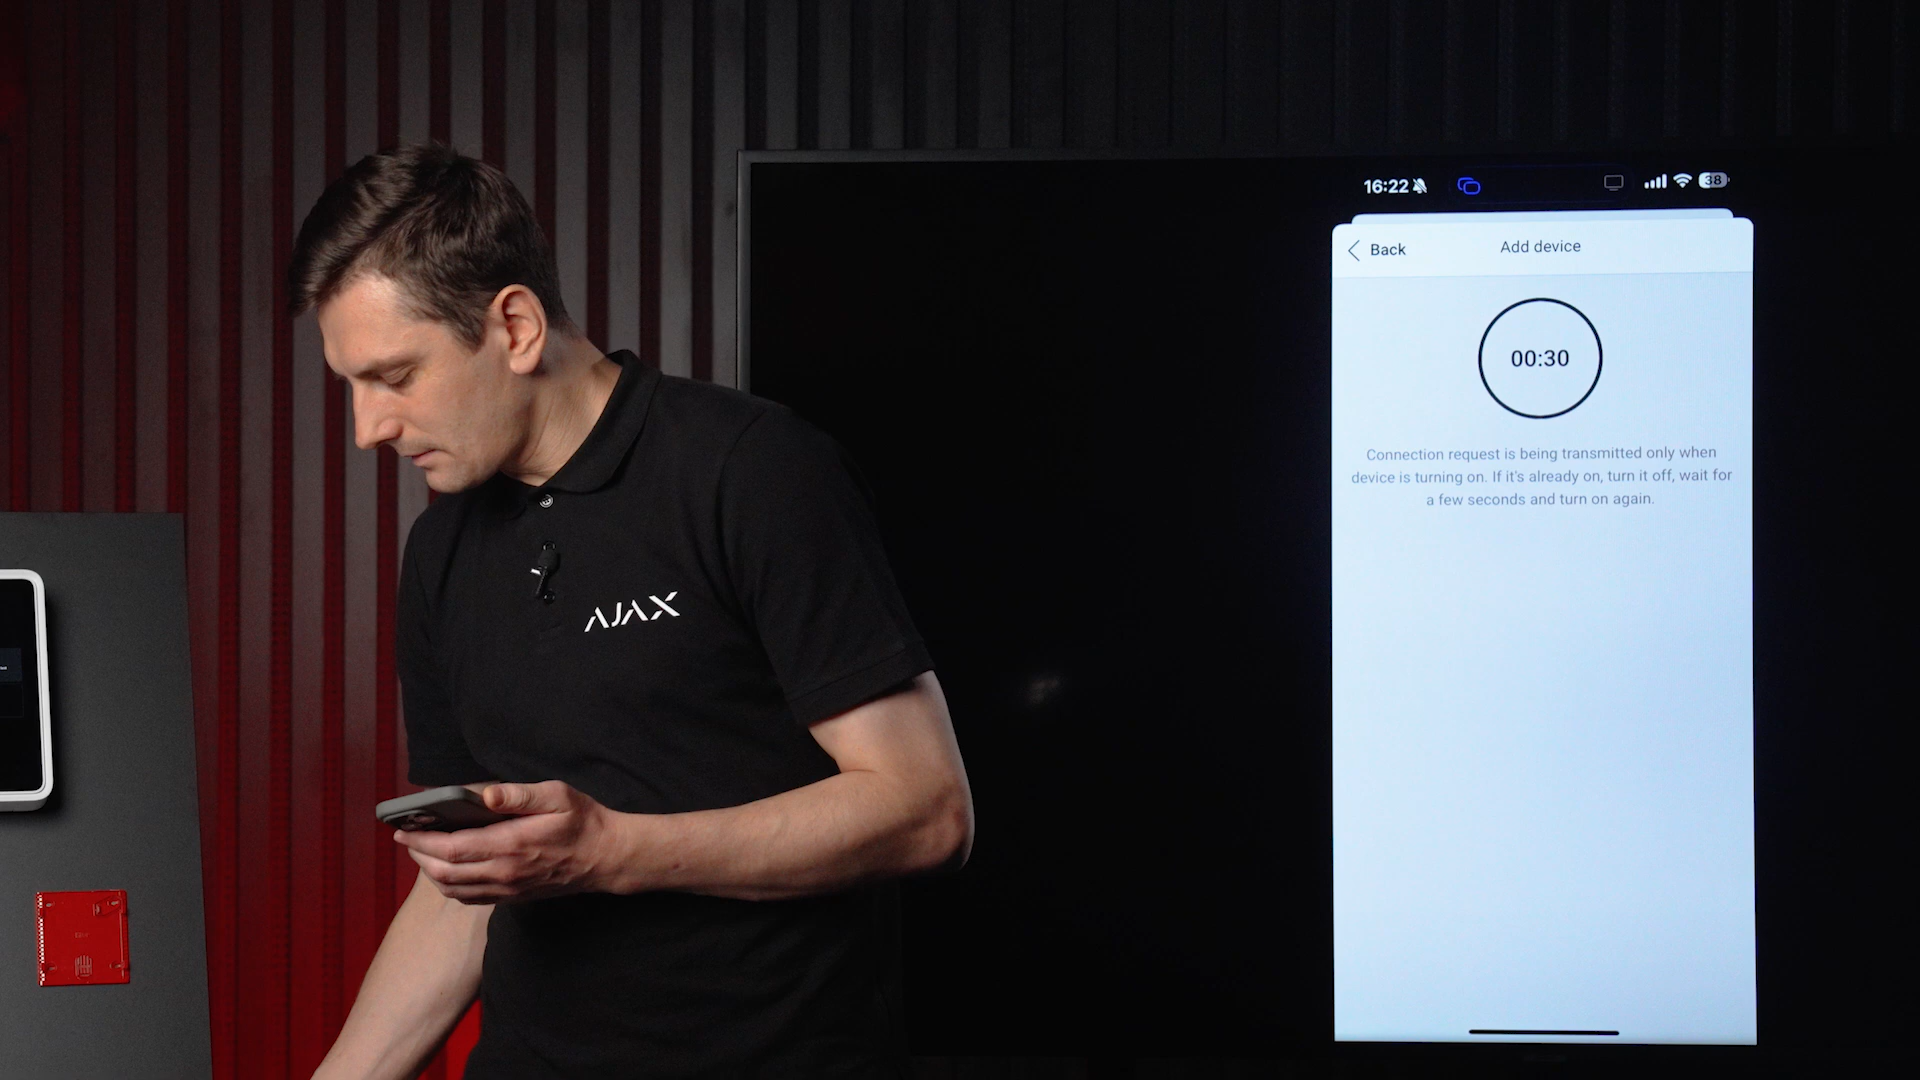 16:22
38
Back
Add device
00:30
Connection request is being transmitted only when
device is turning on. If it's already on, turn it off, wait for
a few seconds and turn on again.
AJAX